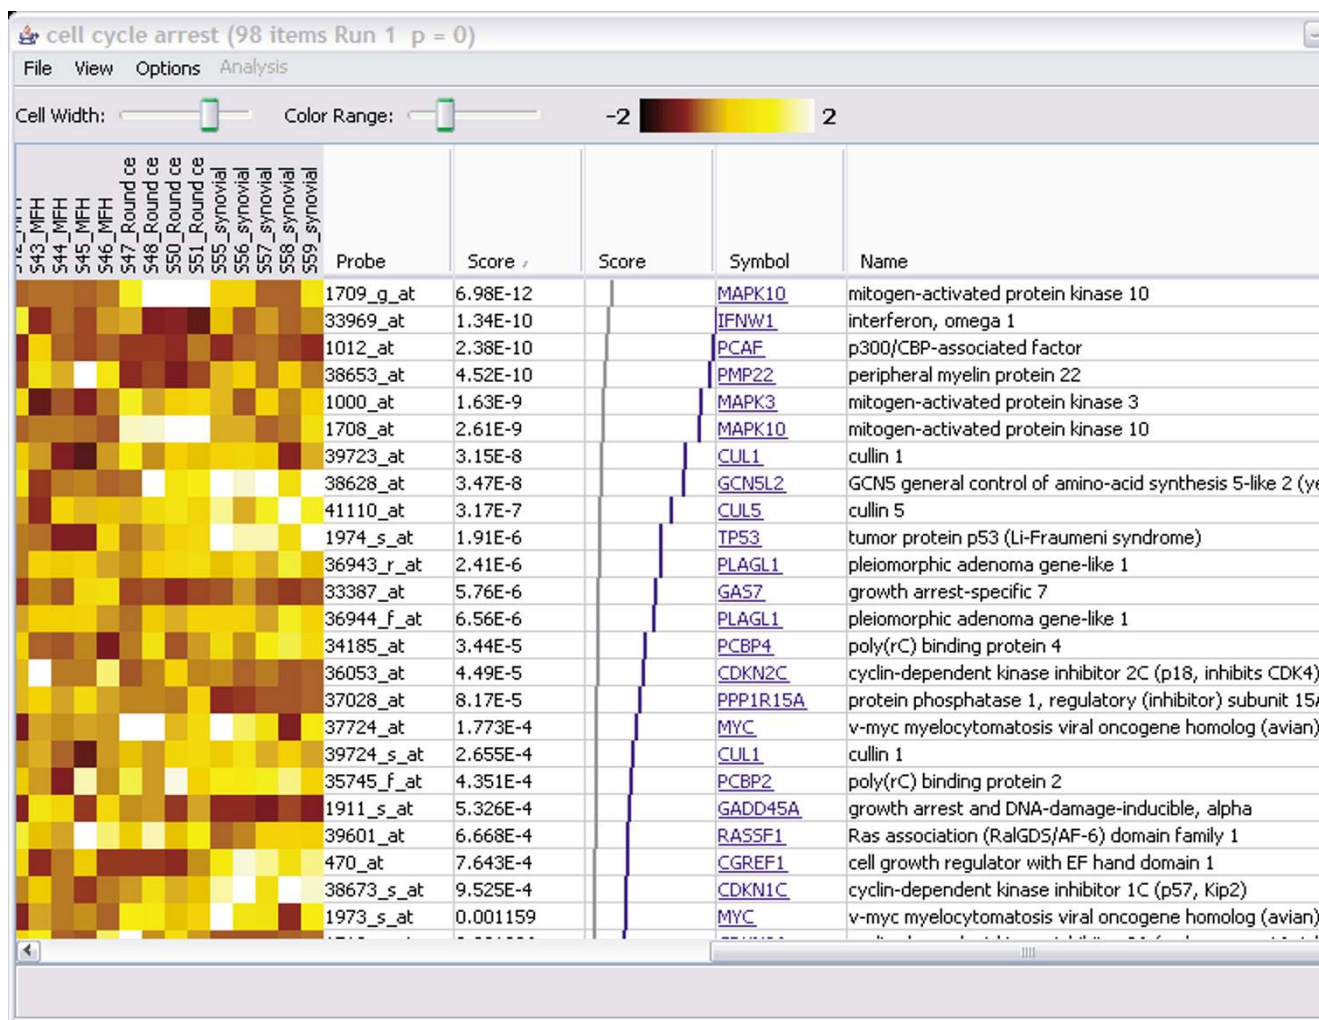 cell cycle arrest (98 items Run 1 p = 0)
File View Options Analysis
Cell Width: Color Range: -2 2
S43_MFH S44_MFH S45_MFH S46_MFH S47_Round ce S48_Round ce S50_Round ce S51_Round ce S55_synovial S56_synovial S57_synovial S58_synovial S59_synovial
Probe Score Score Symbol Name
1709_g_at 6.98E-12 MAPK10 mitogen-activated protein kinase 10
33969_at 1.34E-10 IFNW1 interferon, omega 1
1012_at 2.38E-10 PCAF p300/CBP-associated factor
38653_at 4.52E-10 PMP22 peripheral myelin protein 22
1000_at 1.63E-9 MAPK3 mitogen-activated protein kinase 3
1708_at 2.61E-9 MAPK10 mitogen-activated protein kinase 10
39723_at 3.15E-8 CUL1 cullin 1
38628_at 3.47E-8 GCN5L2 GCN5 general control of amino-acid synthesis 5-like 2 (ye
41110_at 3.17E-7 CUL5 cullin 5
1974_s_at 1.91E-6 TP53 tumor protein p53 (Li-Fraumeni syndrome)
36943_r_at 2.41E-6 PLAGL1 pleiomorphic adenoma gene-like 1
33387_at 5.76E-6 GAS7 growth arrest-specific 7
36944_f_at 6.56E-6 PLAGL1 pleiomorphic adenoma gene-like 1
34185_at 3.44E-5 PCBP4 poly(rC) binding protein 4
36053_at 4.49E-5 CDKN2C cyclin-dependent kinase inhibitor 2C (p18, inhibits CDK4)
37028_at 8.17E-5 PPP1R15A protein phosphatase 1, regulatory (inhibitor) subunit 15A
37724_at 1.773E-4 MYC v-myc myelocytomatosis viral oncogene homolog (avian)
39724_s_at 2.655E-4 CUL1 cullin 1
35745_f_at 4.351E-4 PCBP2 poly(rC) binding protein 2
1911_s_at 5.326E-4 GADD45A growth arrest and DNA-damage-inducible, alpha
39601_at 6.668E-4 RASSF1 Ras association (RalGDS/AF-6) domain family 1
470_at 7.643E-4 CGREF1 cell growth regulator with EF hand domain 1
38673_s_at 9.525E-4 CDKN1C cyclin-dependent kinase inhibitor 1C (p57, Kip2)
1973_s_at 0.001159 MYC v-myc myelocytomatosis viral oncogene homolog (avian)